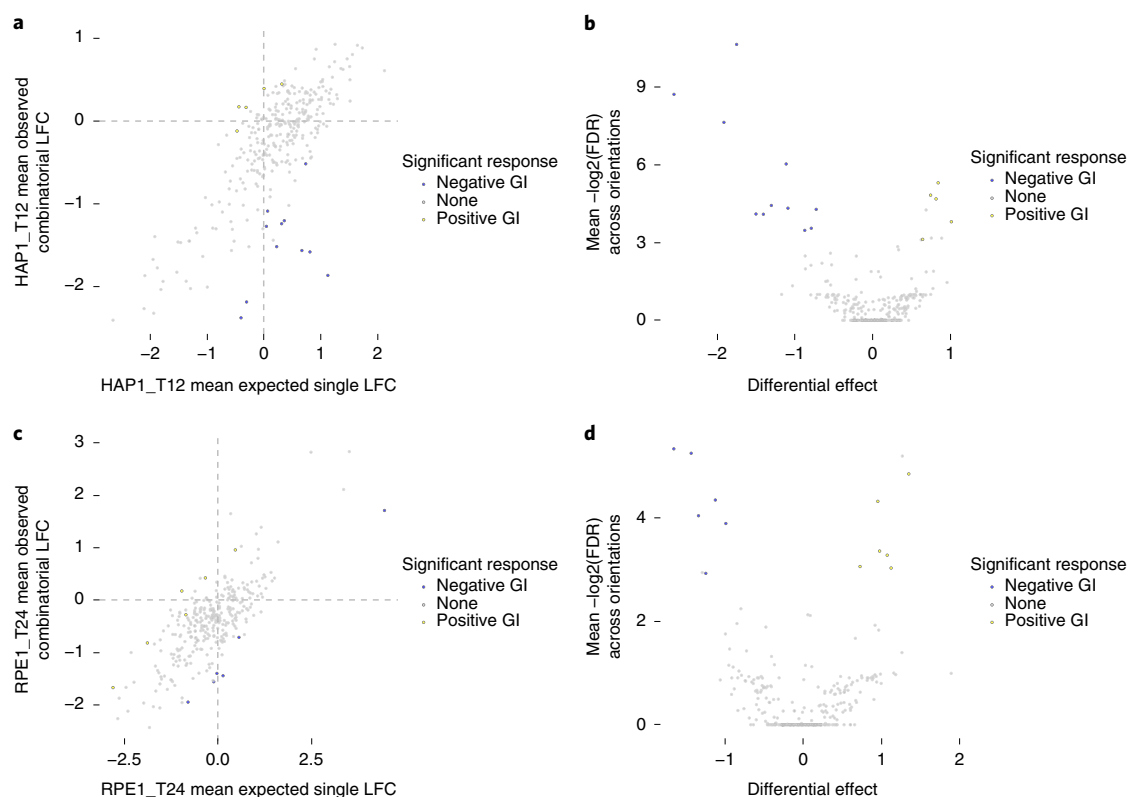 a
HAP1_T12 mean observed
combinatorial LFC
1
0
−1
−2
−2
−1
0
1
2
HAP1_T12 mean expected single LFC
Significant response
Negative GI
None
Positive GI
b
Mean −log2(FDR)
across orientations
9
6
3
0
−2
−1
0
1
Differential effect
Significant response
Negative GI
None
Positive GI
c
RPE1_T24 mean observed
combinatorial LFC
3
2
1
0
−1
−2
−2.5
0.0
2.5
RPE1_T24 mean expected single LFC
Significant response
Negative GI
None
Positive GI
d
Mean −log2(FDR)
across orientations
4
2
0
−1
0
1
2
Differential effect
Significant response
Negative GI
None
Positive GI